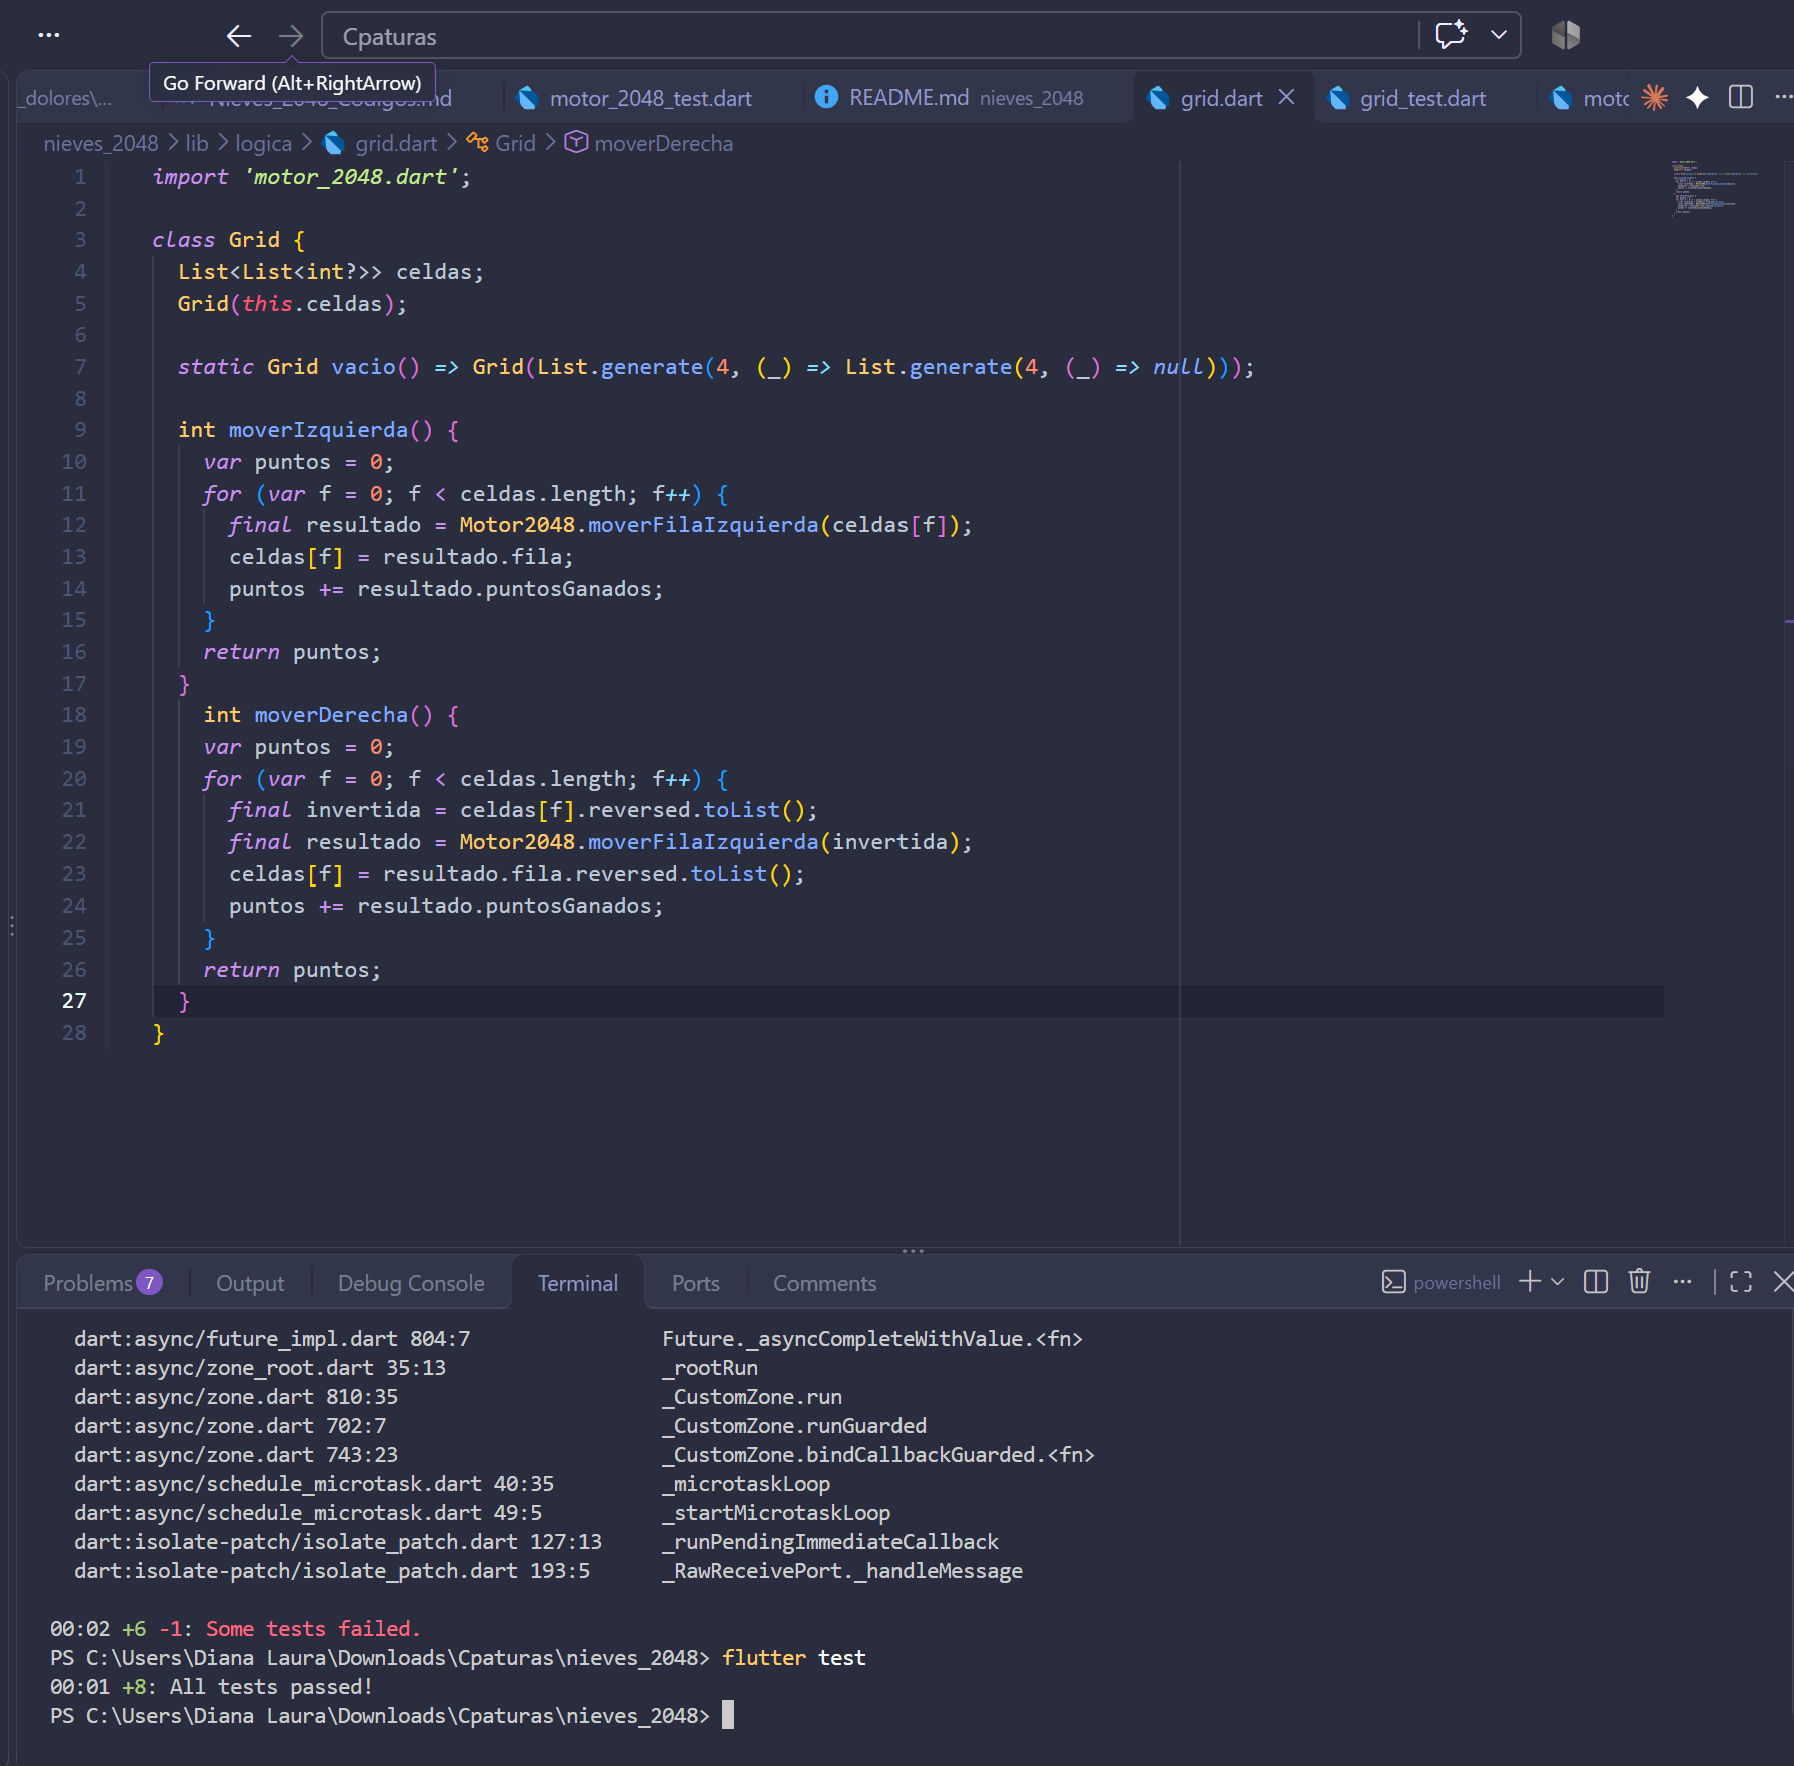 Cpaturas
Go Forward (Alt+RightArrow)
_dolores\...
motor_2048_test.dart
README.md nieves_2048
grid.dart
grid_test.dart
nieves_2048 > lib > logica > grid.dart > Grid > moverDerecha
1 import 'motor_2048.dart';
2
3 class Grid {
4 List<List<int?>> celdas;
5 Grid(this.celdas);
6
7 static Grid vacio() => Grid(List.generate(4, (_) => List.generate(4, (_) => null)));
8
9 int moverIzquierda() {
10 var puntos = 0;
11 for (var f = 0; f < celdas.length; f++) {
12 final resultado = Motor2048.moverFilaIzquierda(celdas[f]);
13 celdas[f] = resultado.fila;
14 puntos += resultado.puntosGanados;
15 }
16 return puntos;
17 }
18 int moverDerecha() {
19 var puntos = 0;
20 for (var f = 0; f < celdas.length; f++) {
21 final invertida = celdas[f].reversed.toList();
22 final resultado = Motor2048.moverFilaIzquierda(invertida);
23 celdas[f] = resultado.fila.reversed.toList();
24 puntos += resultado.puntosGanados;
25 }
26 return puntos;
27 }
28 }
Problems 7 Output Debug Console Terminal Ports Comments powershell
dart:async/future_impl.dart 804:7 Future._asyncCompleteWithValue.<fn>
dart:async/zone_root.dart 35:13 _rootRun
dart:async/zone.dart 810:35 _CustomZone.run
dart:async/zone.dart 702:7 _CustomZone.runGuarded
dart:async/zone.dart 743:23 _CustomZone.bindCallbackGuarded.<fn>
dart:async/schedule_microtask.dart 40:35 _microtaskLoop
dart:async/schedule_microtask.dart 49:5 _startMicrotaskLoop
dart:isolate-patch/isolate_patch.dart 127:13 _runPendingImmediateCallback
dart:isolate-patch/isolate_patch.dart 193:5 _RawReceivePort._handleMessage
00:02 +6 -1: Some tests failed.
PS C:\Users\Diana Laura\Downloads\Cpaturas\nieves_2048> flutter test
00:01 +8: All tests passed!
PS C:\Users\Diana Laura\Downloads\Cpaturas\nieves_2048>